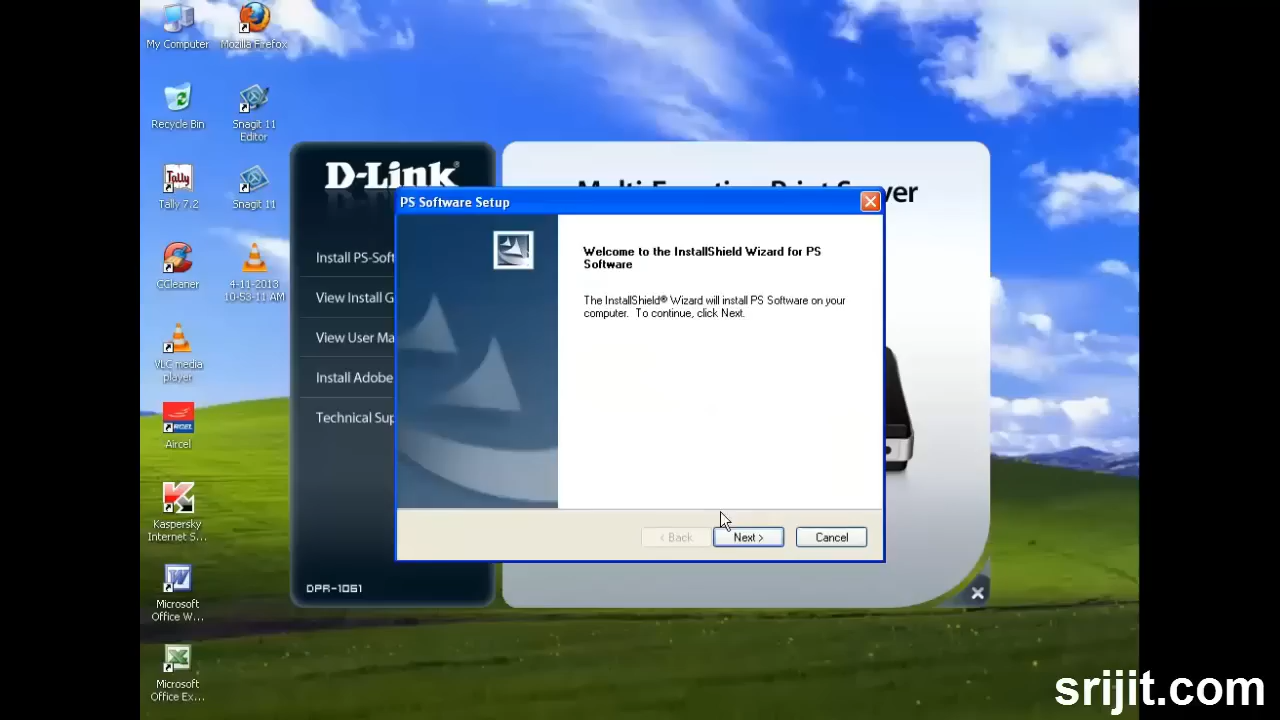 My Computer
Mozilla Firefox
Recycle Bin
Snagit 11
Editor
Tally
Tally 7.2
Snagit 11
CCleaner
4-11-2013
10-53-11 AM
VLC media
player
AIRCEL
Aircel
Kaspersky
Internet S...
Microsoft
Office W...
Microsoft
Office Ex...
D-Link
Install PS-Soft
View Install G
View User Ma
Install Adobe
Technical Sup
DPR-1061
PS Software Setup
Welcome to the InstallShield Wizard for PS
Software
The InstallShield® Wizard will install PS Software on your
computer. To continue, click Next.
< Back
Next >
Cancel
srijit.com